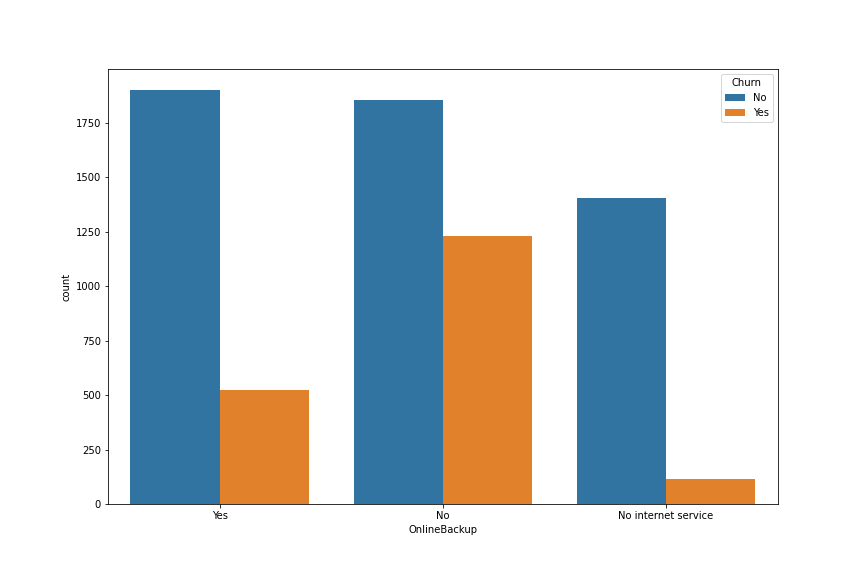 Churn
No
Yes
1750
1500
1250
1000
750
500
250
0
count
Yes No No internet service
OnlineBackup